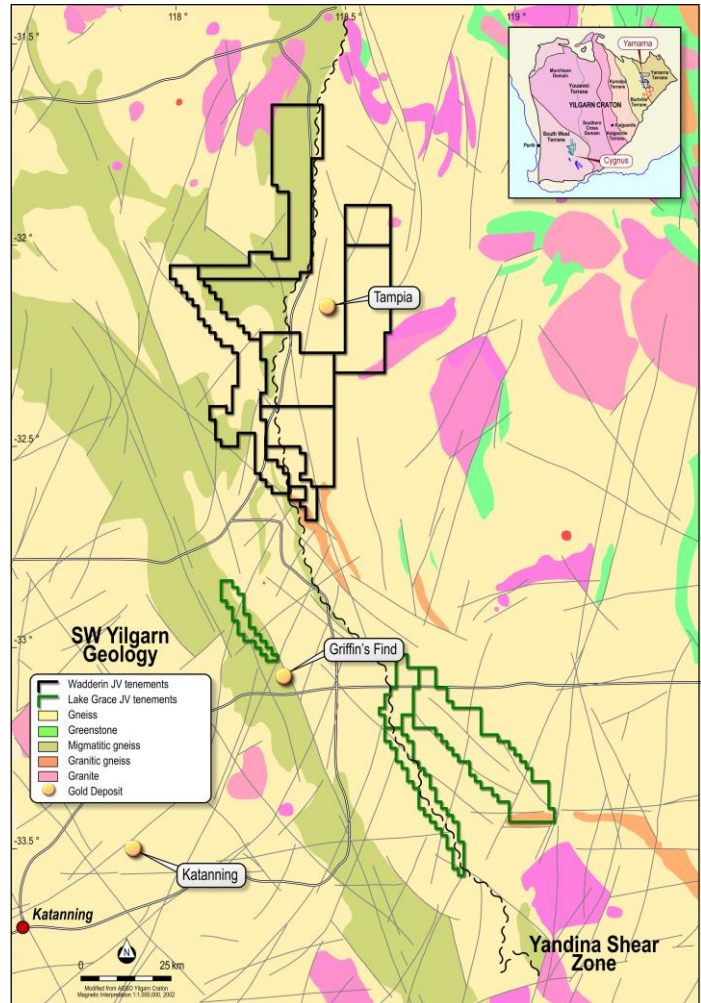 118°
118.5°
119°
-31.5°
-32°
-32.5°
-33°
-33.5°
Yamarna
Murchison
Domain
Youanmi
Terrane
YILGARN CRATON
Kurnalpi
Terrane
Yamarna
Terrane
Burtville
Terrane
Southern
Cross
Domain
Kalgoorlie
Kalgoorlie
Terrane
South West
Terrane
Perth
Cygnus
Tampia
Griffin's Find
SW Yilgarn
Geology
Wadderin JV tenements
Lake Grace JV tenements
Gneiss
Greenstone
Migmatitic gneiss
Granitic gneiss
Granite
Gold Deposit
Katanning
Katanning
N
0
25 km
Modified from AGSO Yilgarn Craton
Magnetic Interpretation 1:1,000,000, 2002
Yandina Shear
Zone